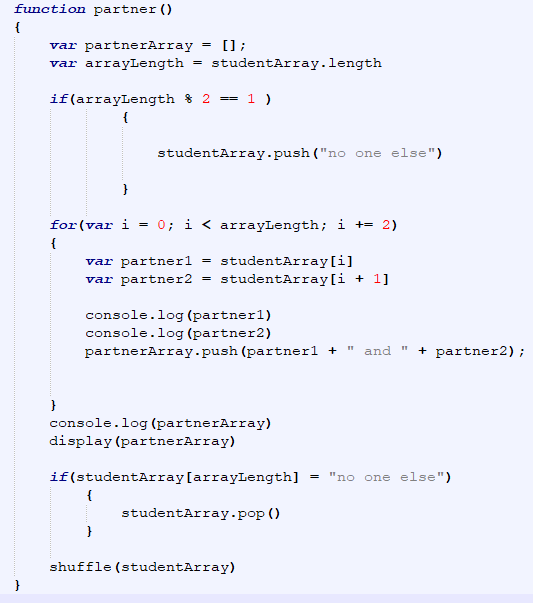 function partner()
{
var partnerArray = [];
var arrayLength = studentArray.length
if(arrayLength % 2 == 1 )
{
studentArray.push("no one else")
}
for(var i = 0; i < arrayLength; i += 2)
{
var partner1 = studentArray[i]
var partner2 = studentArray[i + 1]
console.log(partner1)
console.log(partner2)
partnerArray.push(partner1 + " and " + partner2);
}
console.log(partnerArray)
display(partnerArray)
if(studentArray[arrayLength] = "no one else")
{
studentArray.pop()
}
shuffle(studentArray)
}